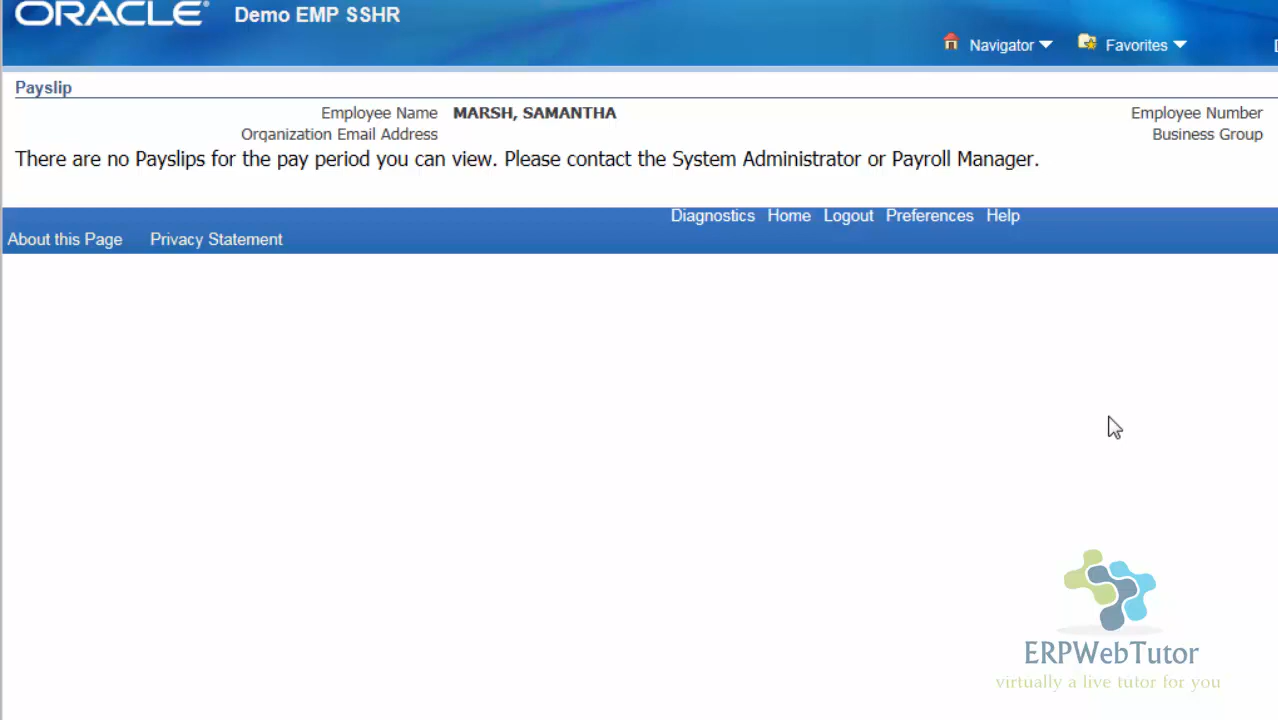 ORACLE® Demo EMP SSHR
Navigator Favorites
Payslip
Employee Name MARSH, SAMANTHA Employee Number
Organization Email Address Business Group
There are no Payslips for the pay period you can view. Please contact the System Administrator or Payroll Manager.
Diagnostics Home Logout Preferences Help
About this Page Privacy Statement
ERPWebTutor
virtually a live tutor for you